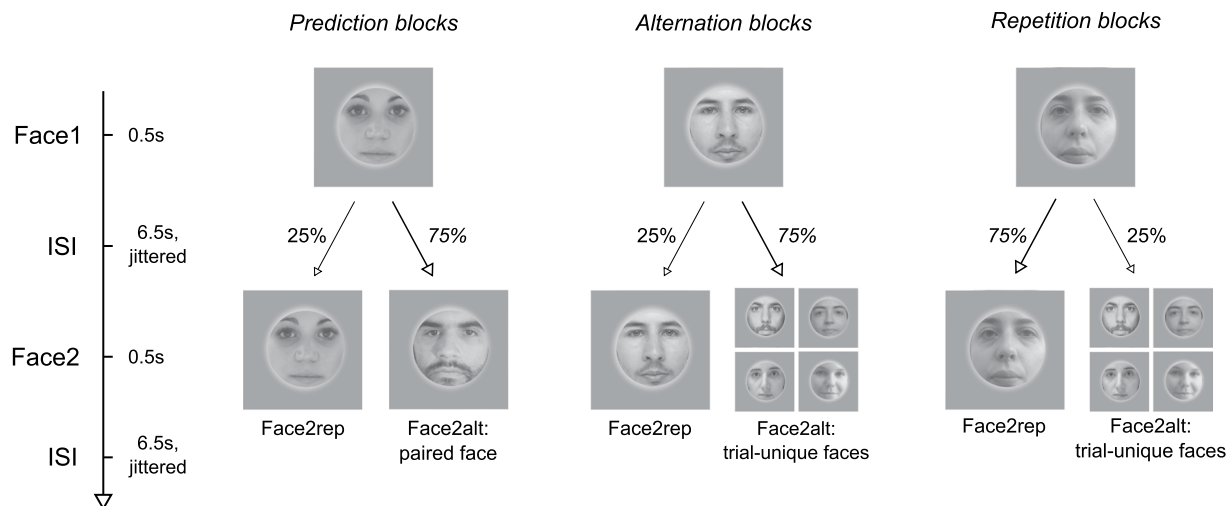 Prediction blocks
Alternation blocks
Repetition blocks
Face1
0.5s
25%
75%
25%
75%
75%
25%
ISI
6.5s,
jittered
Face2
0.5s
Face2rep
Face2alt:
paired face
Face2rep
Face2alt:
trial-unique faces
Face2rep
Face2alt:
trial-unique faces
ISI
6.5s,
jittered